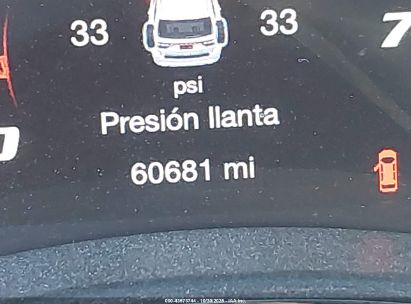 33 33
psi
Presión llanta
60681 mi